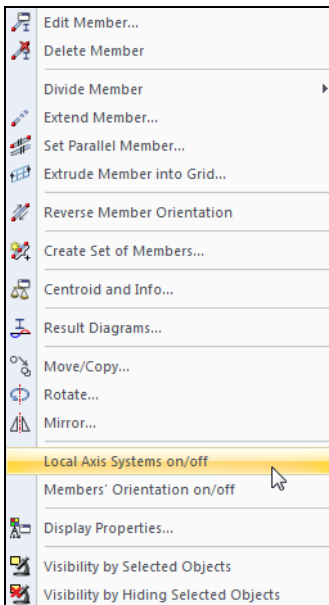 Edit Member...
Delete Member
Divide Member
Extend Member...
Set Parallel Member...
Extrude Member into Grid...
Reverse Member Orientation
Create Set of Members...
Centroid and Info...
Result Diagrams...
Move/Copy...
Rotate...
Mirror...
Local Axis Systems on/off
Members' Orientation on/off
Display Properties...
Visibility by Selected Objects
Visibility by Hiding Selected Objects